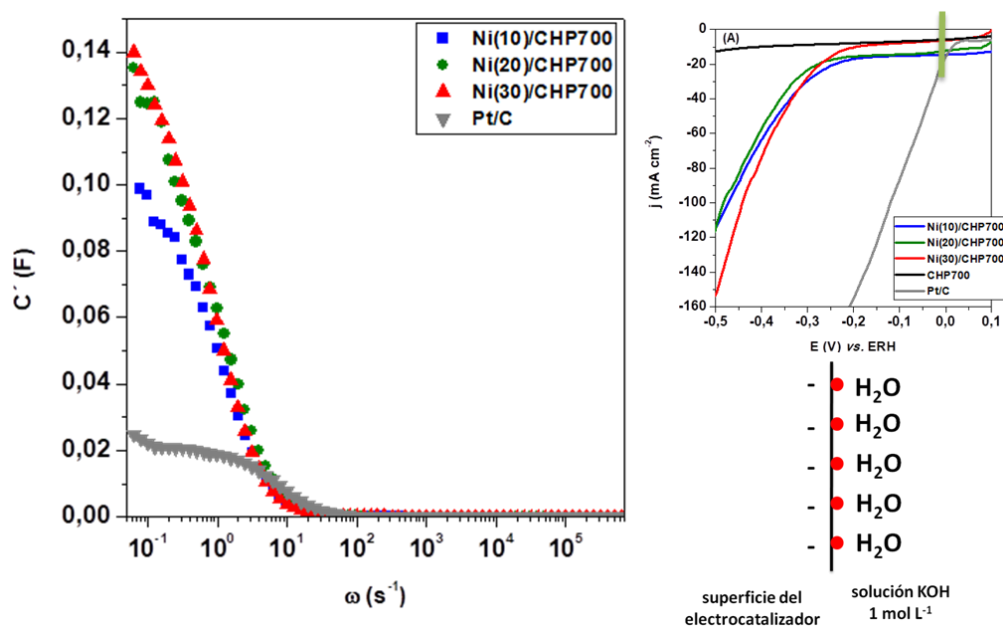 Ni(10)/CHP700
Ni(20)/CHP700
Ni(30)/CHP700
Pt/C
0,14
0,12
0,10
0,08
0,06
0,04
0,02
0,00
C´ (F)
10⁻¹ 10⁰ 10¹ 10² 10³ 10⁴ 10⁵
ω (s⁻¹)
(A)
0
-20
-40
-60
-80
-100
-120
-140
-160
j (mA cm⁻²)
Ni(10)/CHP700
Ni(20)/CHP700
Ni(30)/CHP700
CHP700
Pt/C
-0,5 -0,4 -0,3 -0,2 -0,1 0,0 0,1
E (V) vs. ERH
- H₂O
- H₂O
- H₂O
- H₂O
- H₂O
superficie del
electrocatalizador
solución KOH
1 mol L⁻¹